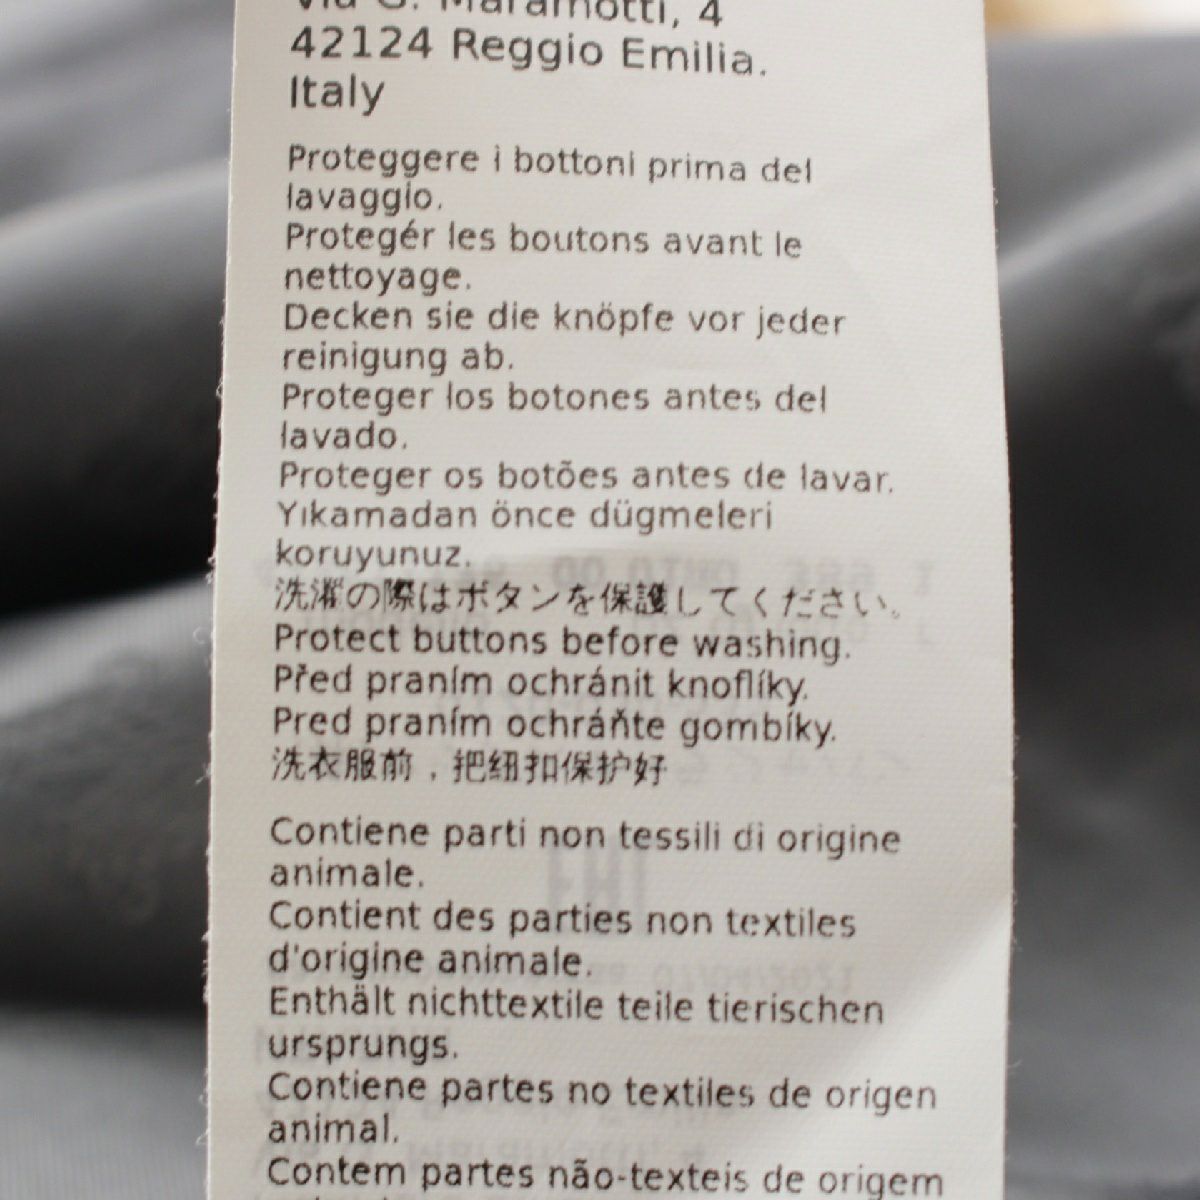 Via G. Maramotti, 4
42124 Reggio Emilia.
Italy
Proteggere i bottoni prima del
lavaggio.
Protegér les boutons avant le
nettoyage.
Decken sie die knöpfe vor jeder
reinigung ab.
Proteger los botones antes del
lavado.
Proteger os botões antes de lavar.
Yıkamadan önce dügmeleri
koruyunuz.
洗濯の際はボタンを保護してください。
Protect buttons before washing.
Před praním ochránit knoflíky.
Pred praním ochráňte gombíky.
洗衣服前，把纽扣保护好
Contiene parti non tessili di origine
animale.
Contient des parties non textiles
d'origine animale.
Enthält nichttextile teile tierischen
ursprungs.
Contiene partes no textiles de origen
animal.
Contem partes não-texteis de origem